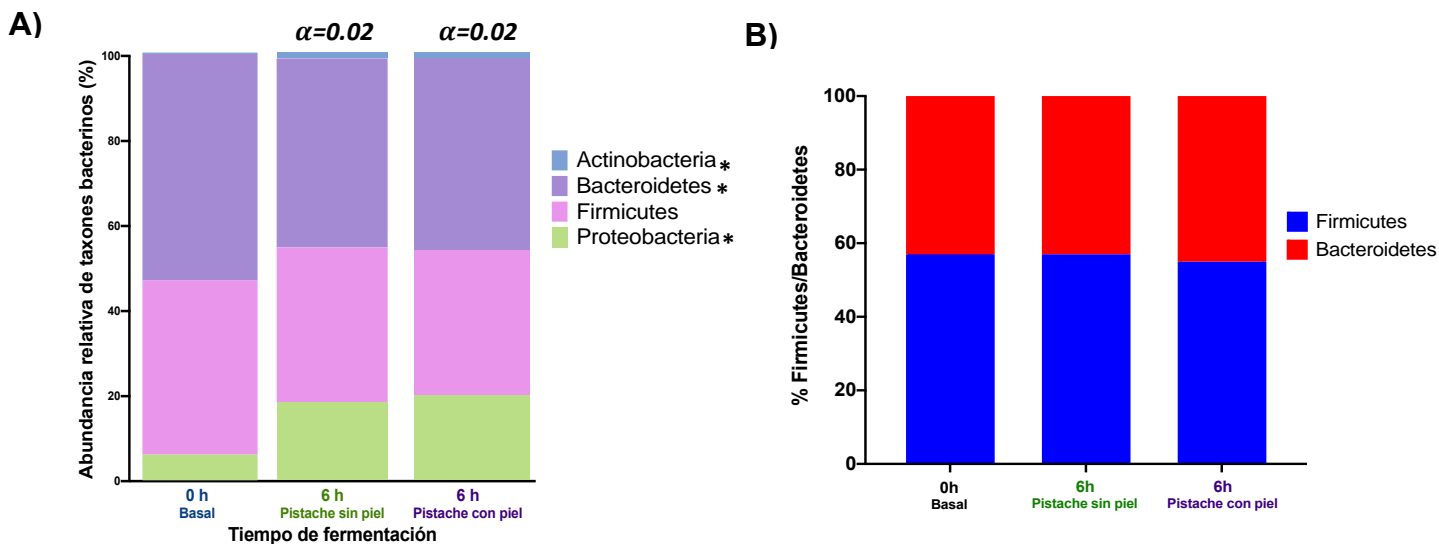 A)
α=0.02
α=0.02
Abundancia relativa de taxones bacterinos (%)
100
80
60
40
20
0
0 h
Basal
6 h
Pistache sin piel
6 h
Pistache con piel
Tiempo de fermentación
Actinobacteria*
Bacteroidetes*
Firmicutes
Proteobacteria*
B)
% Firmicutes/Bacteroidetes
100
80
60
40
20
0
0h
Basal
6h
Pistache sin piel
6h
Pistache con piel
Firmicutes
Bacteroidetes